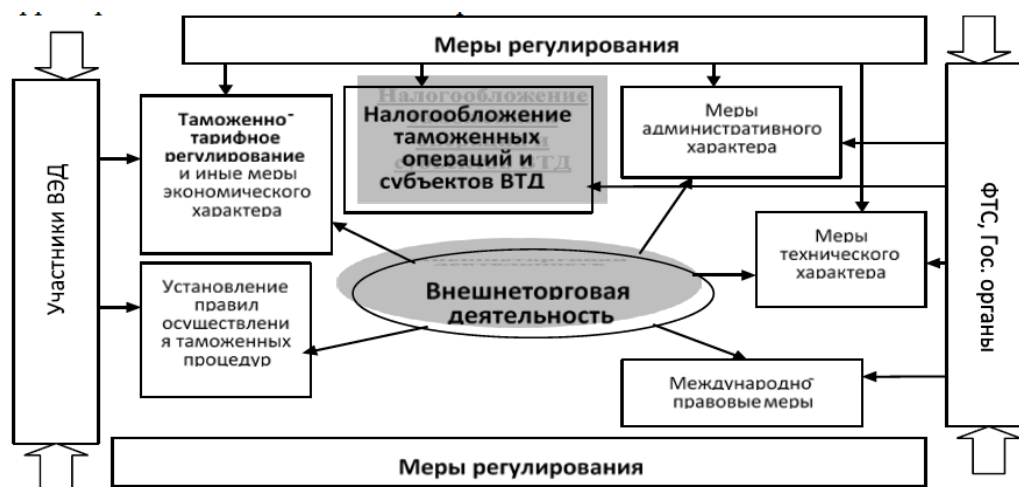 Меры регулирования
Таможенно-
тарифное
регулирование
и иные меры
экономического
характера
Налогообложение
таможенных
операций и
субъектов ВТД
Меры
административного
характера
Участники ВЭД
ФТС, Гос. органы
Меры
технического
характера
Внешнеторговая
деятельность
Установление
правил
осуществлени
я таможенных
процедур
Международно-
правовые меры
Меры регулирования